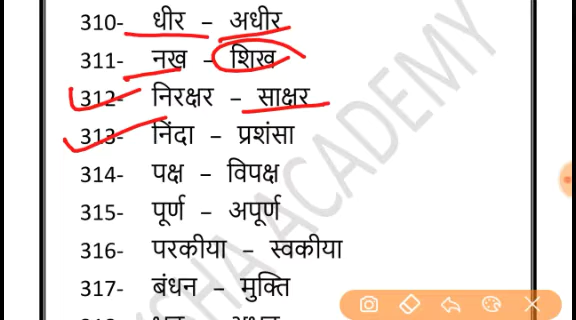 310- धीर – अधीर
311- नख – शिख
312- निरक्षर – साक्षर
313- निंदा – प्रशंसा
314- पक्ष – विपक्ष
315- पूर्ण – अपूर्ण
316- परकीया – स्वकीया
317- बंधन – मुक्ति
ACADEMY